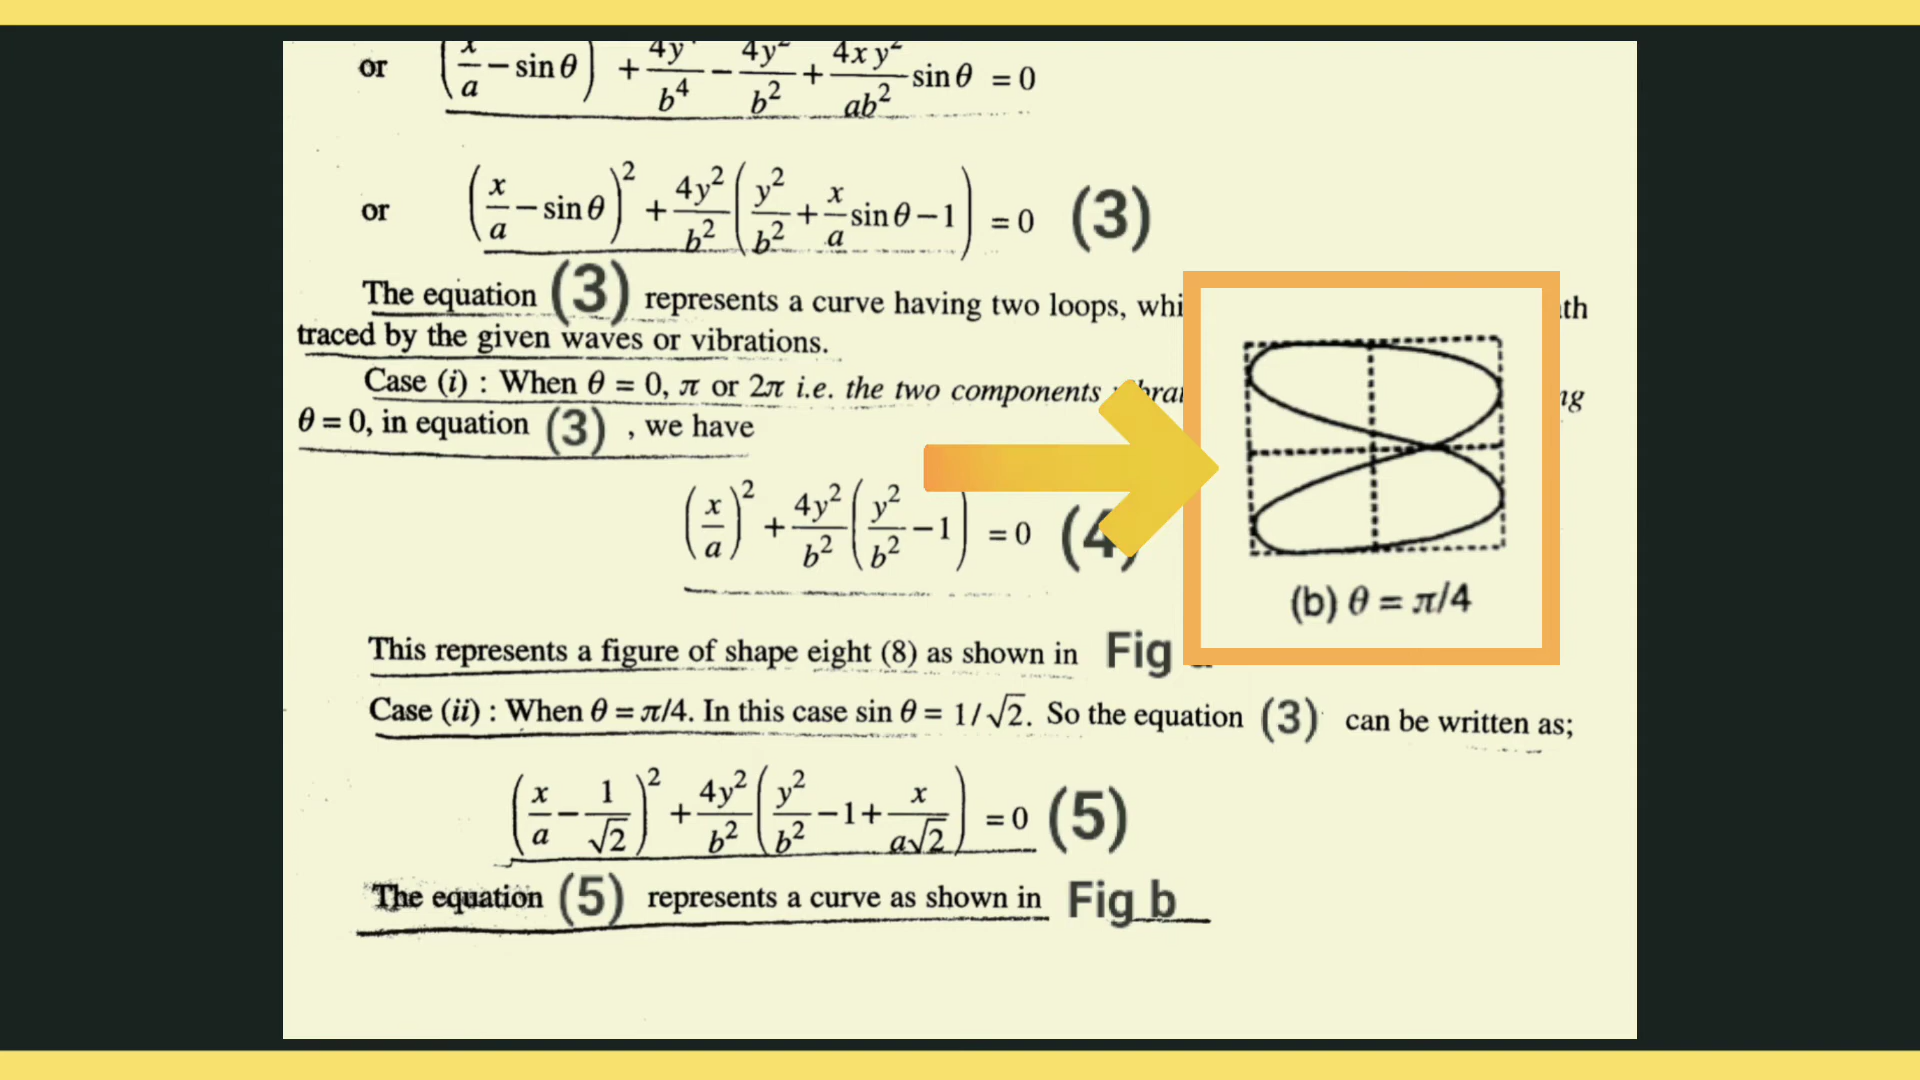 or (x/a − sin θ) + 4y/b⁴ − 4y²/b² + 4xy²/ab² sin θ = 0
or (x/a − sin θ)² + 4y²/b² (y²/b² + x/a sin θ − 1) = 0 (3)
The equation (3) represents a curve having two loops,
traced by the given waves or vibrations.
Case (i) : When θ = 0, π or 2π i.e. the two components
θ = 0, in equation (3) , we have
(x/a)² + 4y²/b² (y²/b² − 1) = 0 (4)
This represents a figure of shape eight (8) as shown in Fig
Case (ii) : When θ = π/4. In this case sin θ = 1/√2. So the equation (3) can be written as;
(x/a − 1/√2)² + 4y²/b² (y²/b² − 1 + x/a√2) = 0 (5)
The equation (5) represents a curve as shown in Fig b
(b) θ = π/4